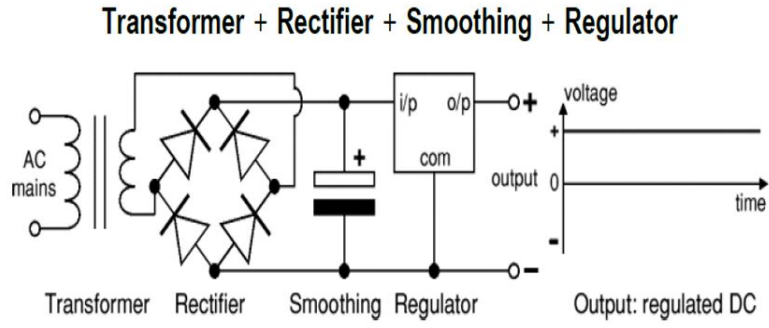 Transformer + Rectifier + Smoothing + Regulator
AC
mains
+
i/p o/p
com
+
−
voltage
+
output 0
-
time
Transformer Rectifier Smoothing Regulator Output: regulated DC